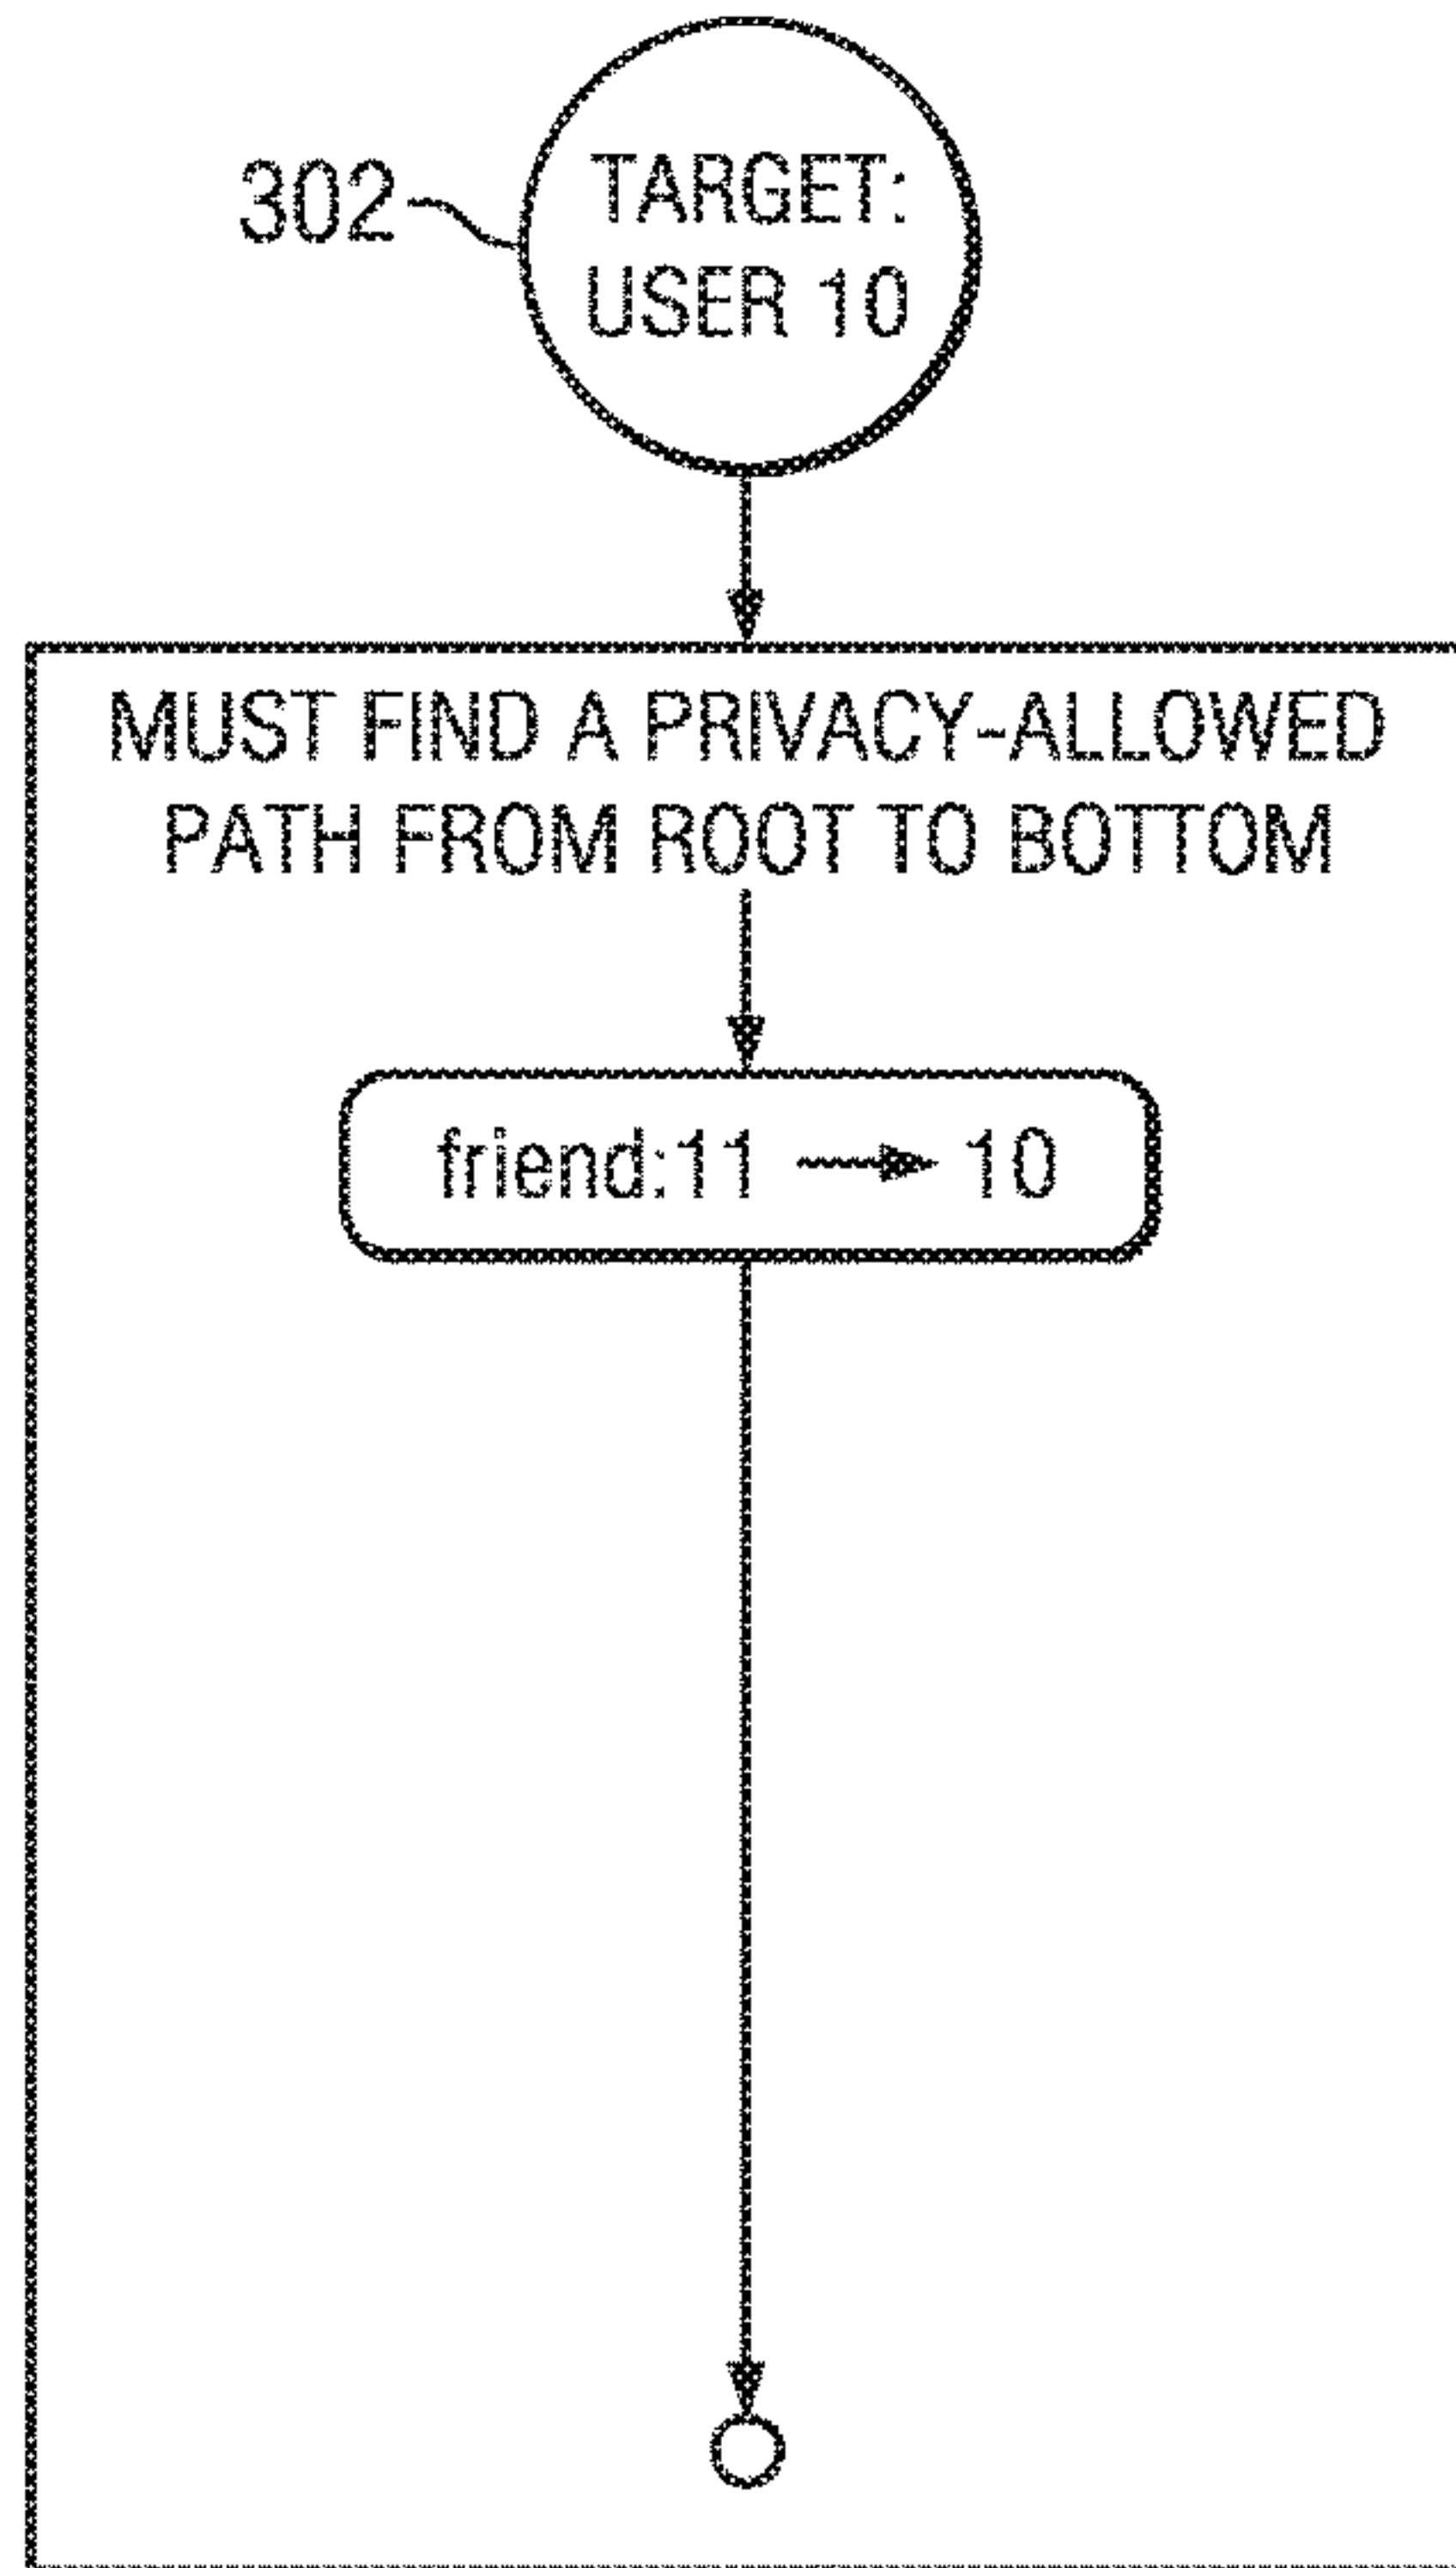 302
TARGET:
USER 10
MUST FIND A PRIVACY-ALLOWED
PATH FROM ROOT TO BOTTOM
friend:11 → 10